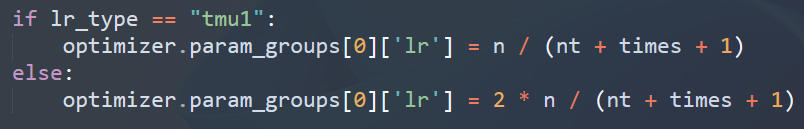 if lr_type == "tmu1":
    optimizer.param_groups[0]['lr'] = n / (nt + times + 1)
else:
    optimizer.param_groups[0]['lr'] = 2 * n / (nt + times + 1)